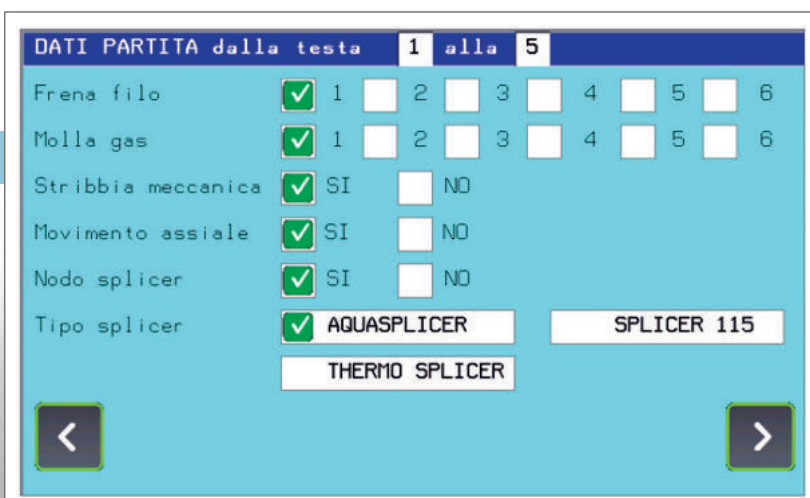 DATI PARTITA dalla testa 1 alla 5
Frena filo 1 2 3 4 5 6
Molla gas 1 2 3 4 5 6
Stribbia meccanica SI NO
Movimento assiale SI NO
Nodo splicer SI NO
Tipo splicer AQUASPLICER SPLICER 115
THERMO SPLICER